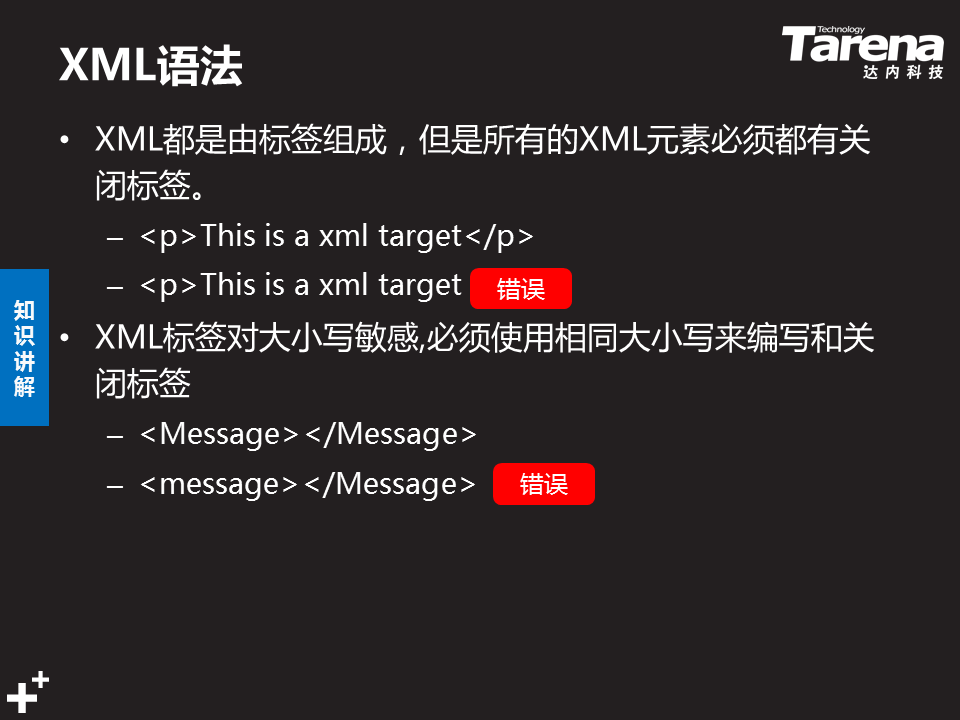 XML语法
Technology
Tarena
达内科技
• XML都是由标签组成，但是所有的XML元素必须都有关
闭标签。
– <p>This is a xml target</p>
– <p>This is a xml target 错误
知识讲解
• XML标签对大小写敏感,必须使用相同大小写来编写和关
闭标签
– <Message></Message>
– <message></Message> 错误